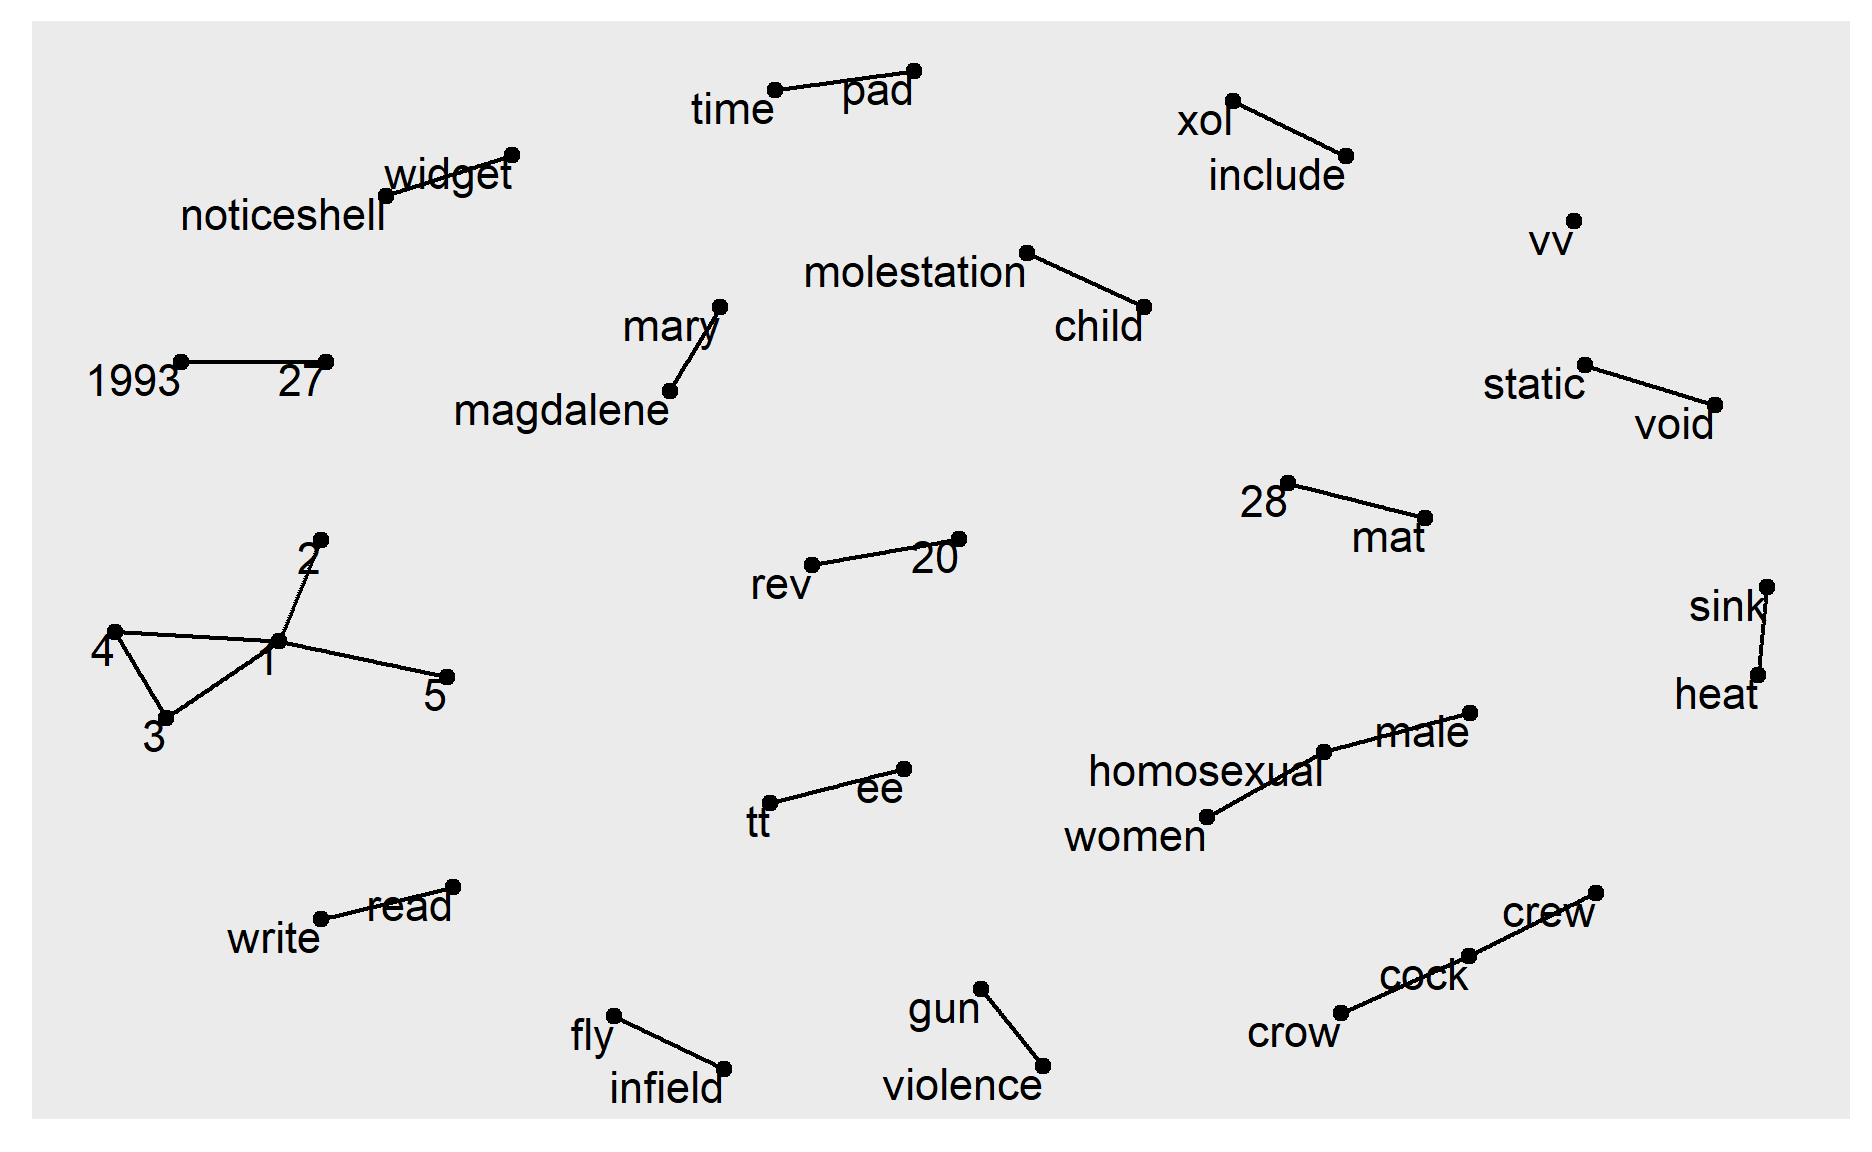 time
pad
xol
include
widget
noticeshell
vv
molestation
child
mary
magdalene
1993
27
static
void
28
mat
2
rev
20
sink
heat
4
1
5
3
male
homosexual
women
tt
ee
read
write
crew
cock
crow
gun
violence
fly
infield